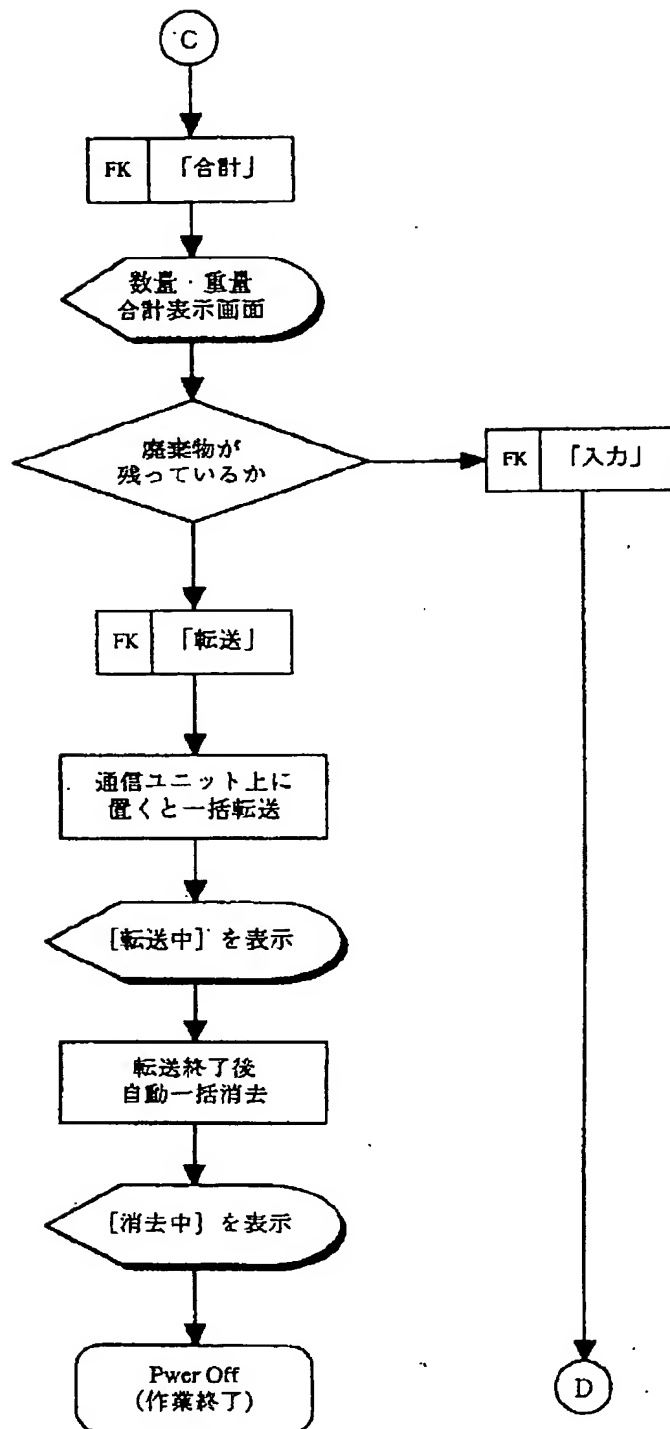 C
FK 「合計」
数量・重量
合計表示画面
廃棄物が
残っているか
FK 「入力」
FK 「転送」
通信ユニット上に
置くと一括転送
[転送中] を表示
転送終了後
自動一括消去
[消去中] を表示
Pwer Off
(作業終了)
D